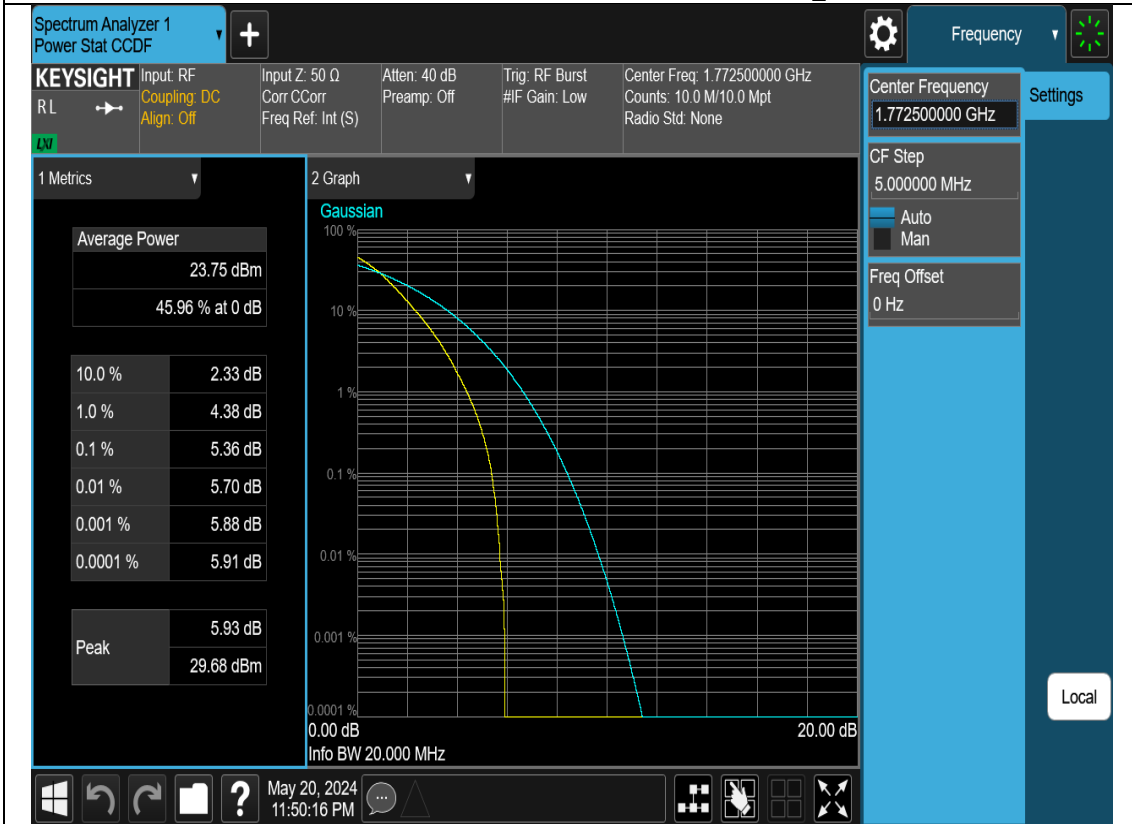 Spectrum Analyzer 1
Power Stat CCDF
+
Frequency
KEYSIGHT
RL
LXI
Input: RF
Coupling: DC
Align: Off
Input Z: 50 Ω
Corr CCorr
Freq Ref: Int (S)
Atten: 40 dB
Preamp: Off
Trig: RF Burst
#IF Gain: Low
Center Freq: 1.772500000 GHz
Counts: 10.0 M/10.0 Mpt
Radio Std: None
Center Frequency
1.772500000 GHz
Settings
CF Step
5.000000 MHz
Auto
Man
Freq Offset
0 Hz
Local
1 Metrics
Average Power
23.75 dBm
45.96 % at 0 dB
10.0 % 2.33 dB
1.0 % 4.38 dB
0.1 % 5.36 dB
0.01 % 5.70 dB
0.001 % 5.88 dB
0.0001 % 5.91 dB
Peak
5.93 dB
29.68 dBm
2 Graph
Gaussian
100 %
10 %
1 %
0.1 %
0.01 %
0.001 %
0.0001 %
0.00 dB 20.00 dB
Info BW 20.000 MHz
?
May 20, 2024
11:50:16 PM